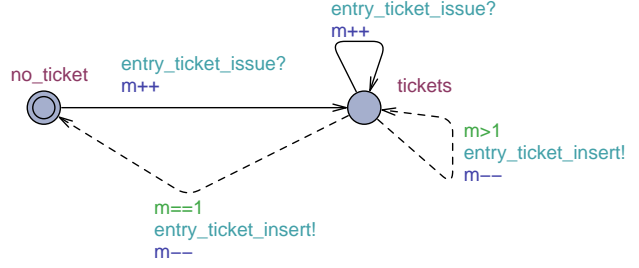 entry_ticket_issue?
m++
no_ticket
entry_ticket_issue?
m++
tickets
m>1
entry_ticket_insert!
m--
m==1
entry_ticket_insert!
m--